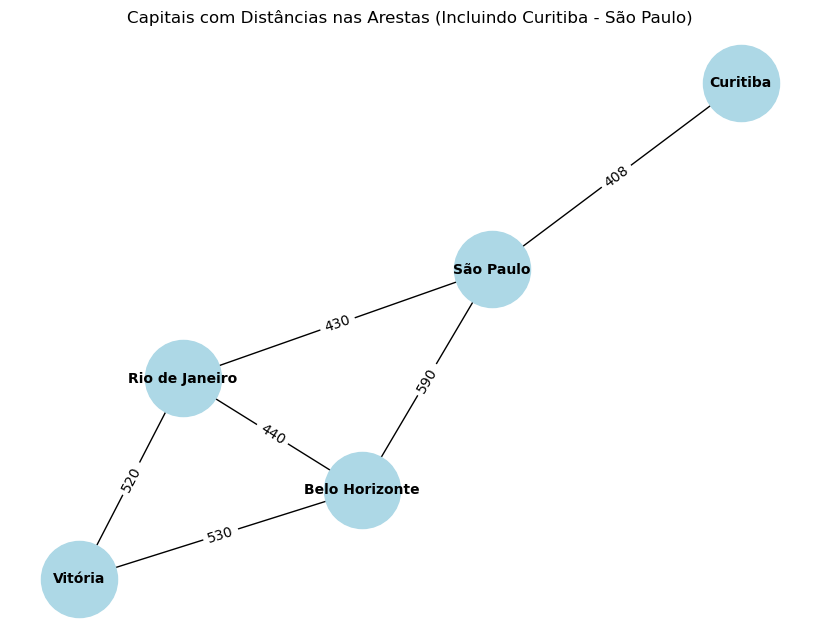 Capitais com Distâncias nas Arestas (Incluindo Curitiba - São Paulo)
Curitiba
408
São Paulo
430
Rio de Janeiro
590
440
520
Belo Horizonte
530
Vitória